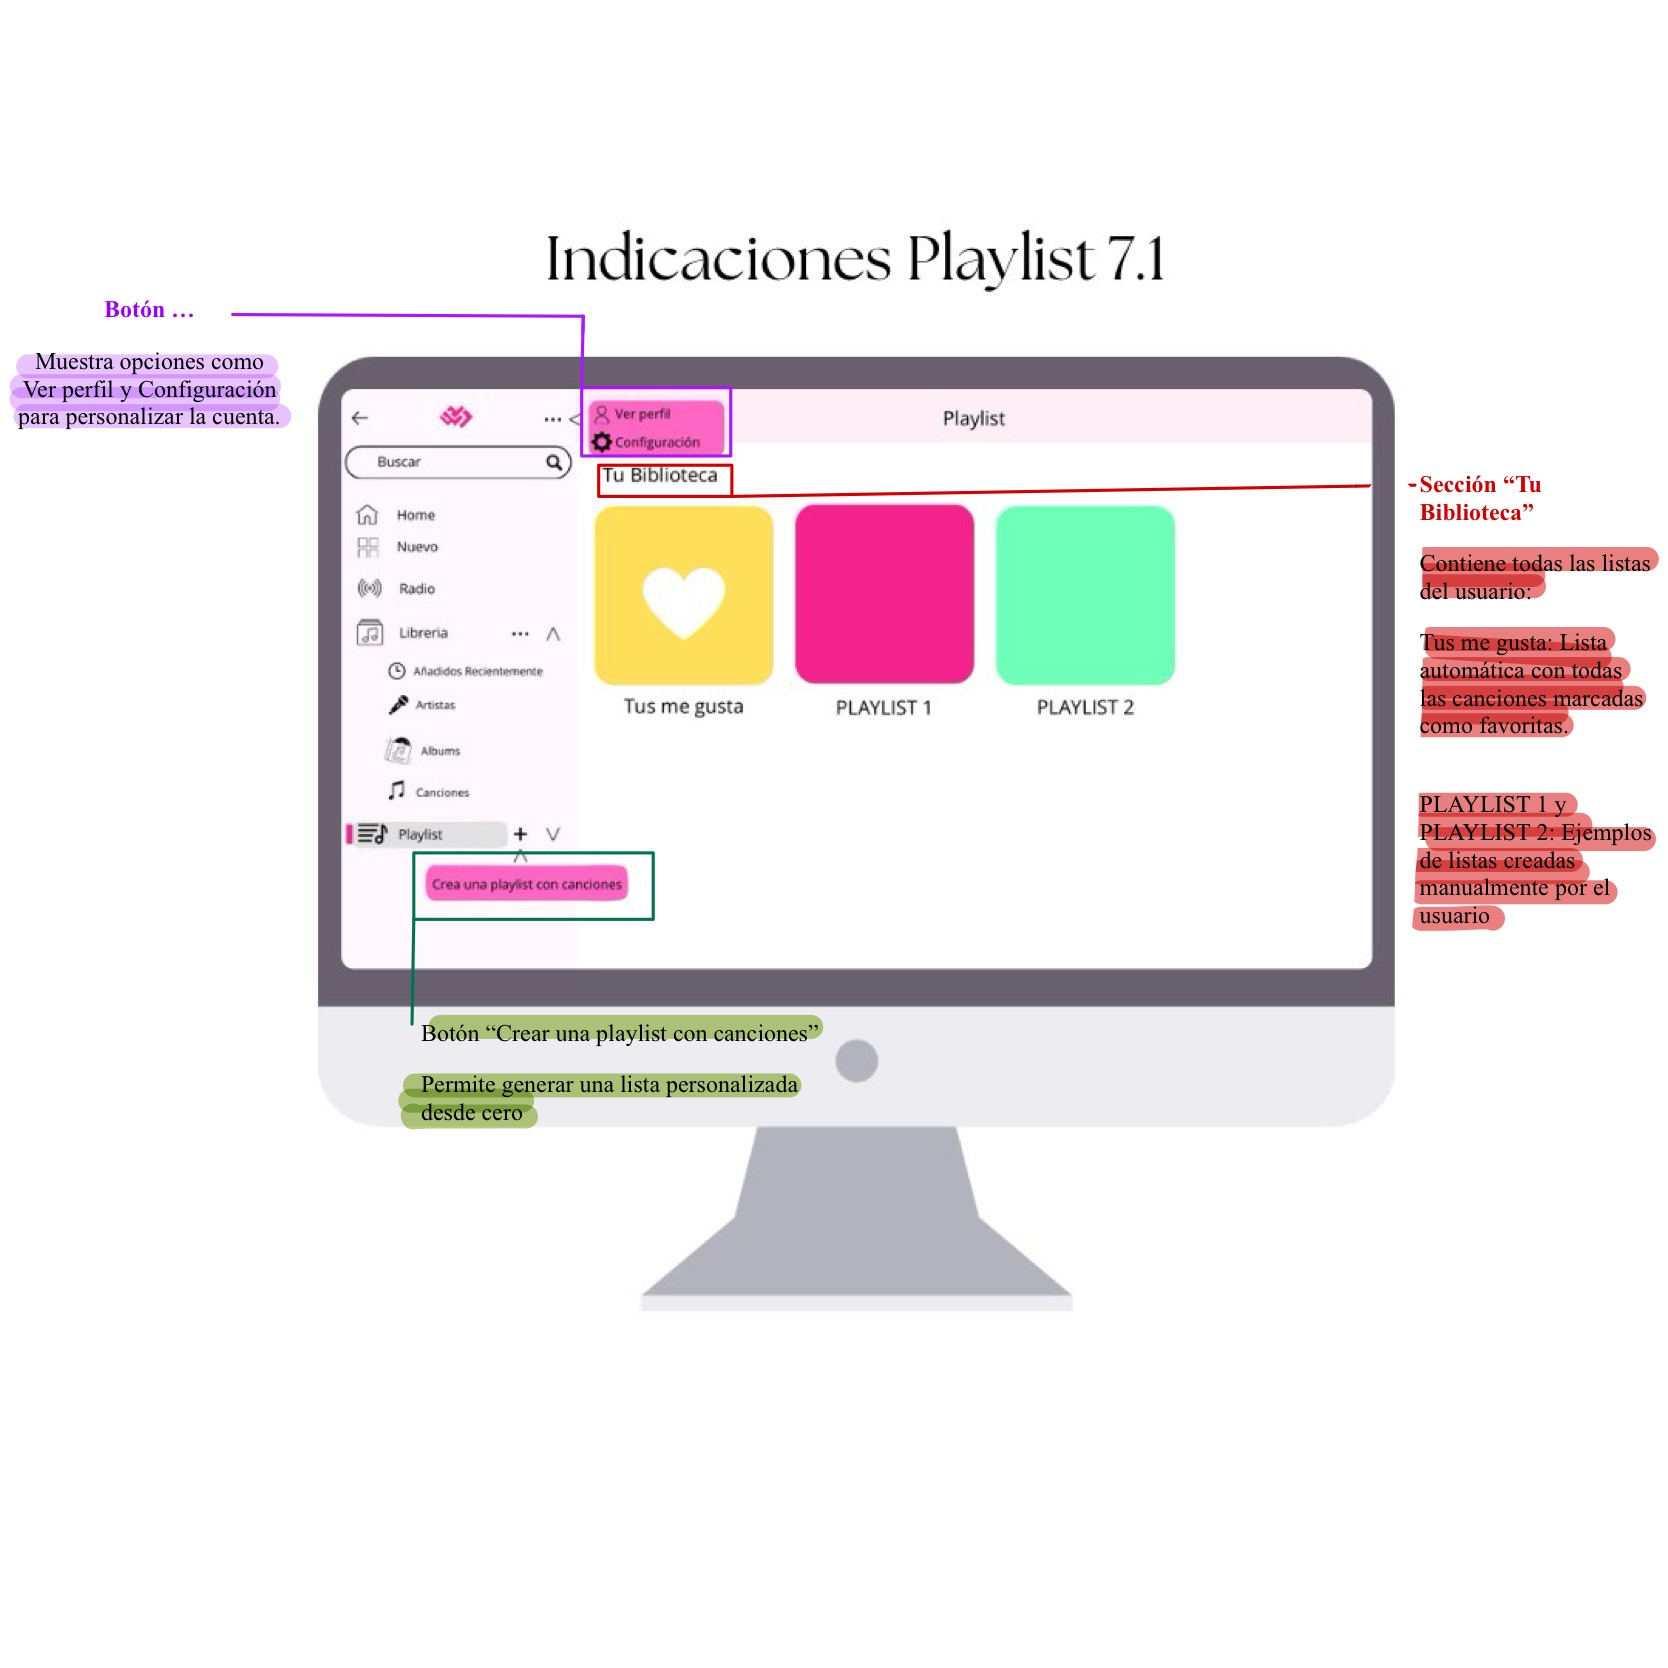 Indicaciones Playlist 7.1
Botón …
Muestra opciones como
Ver perfil y Configuración
para personalizar la cuenta.
...
Ver perfil
Configuración
Playlist
Buscar
Tu Biblioteca
Home
Nuevo
Radio
Libreria ...
Añadidos Recientemente
Artistas
Albums
Canciones
Playlist +
Crea una playlist con canciones
Tus me gusta
PLAYLIST 1
PLAYLIST 2
-Sección “Tu
Biblioteca”
Contiene todas las listas
del usuario:
Tus me gusta: Lista
automática con todas
las canciones marcadas
como favoritas.
PLAYLIST 1 y
PLAYLIST 2: Ejemplos
de listas creadas
manualmente por el
usuario
Botón “Crear una playlist con canciones”
Permite generar una lista personalizada
desde cero